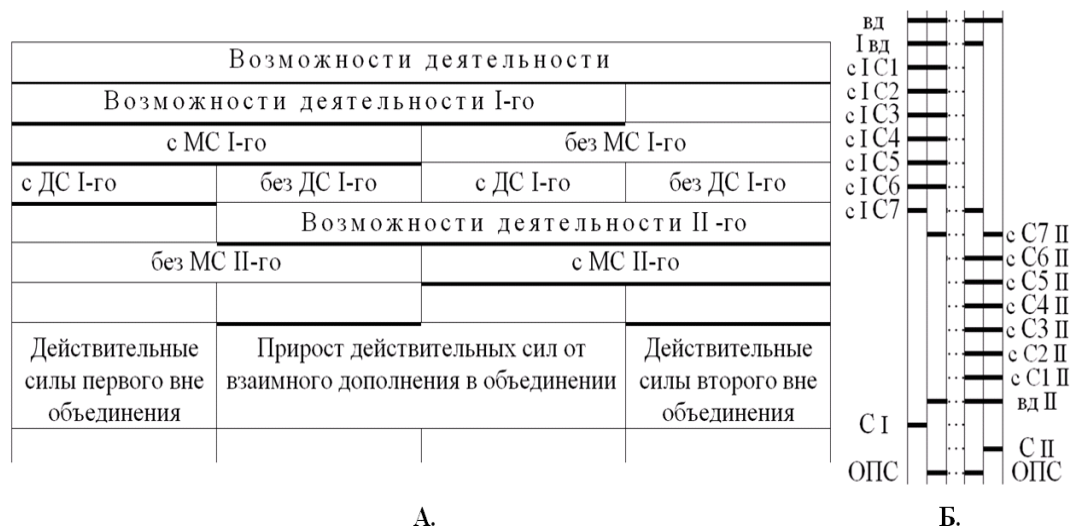 Возможности деятельности
Возможности деятельности I-го
с МС I-го без МС I-го
с ДС I-го без ДС I-го с ДС I-го без ДС I-го
Возможности деятельности II-го
без МС II-го с МС II-го
Действительные силы первого вне объединения
Прирост действительных сил от взаимного дополнения в объединении
Действительные силы второго вне объединения
А.
вд
I вд
с I С1
с I С2
с I С3
с I С4
с I С5
с I С6
с I С7
с С7 II
с С6 II
с С5 II
с С4 II
с С3 II
с С2 II
с С1 II
вд II
С I
С II
ОПС ОПС
Б.